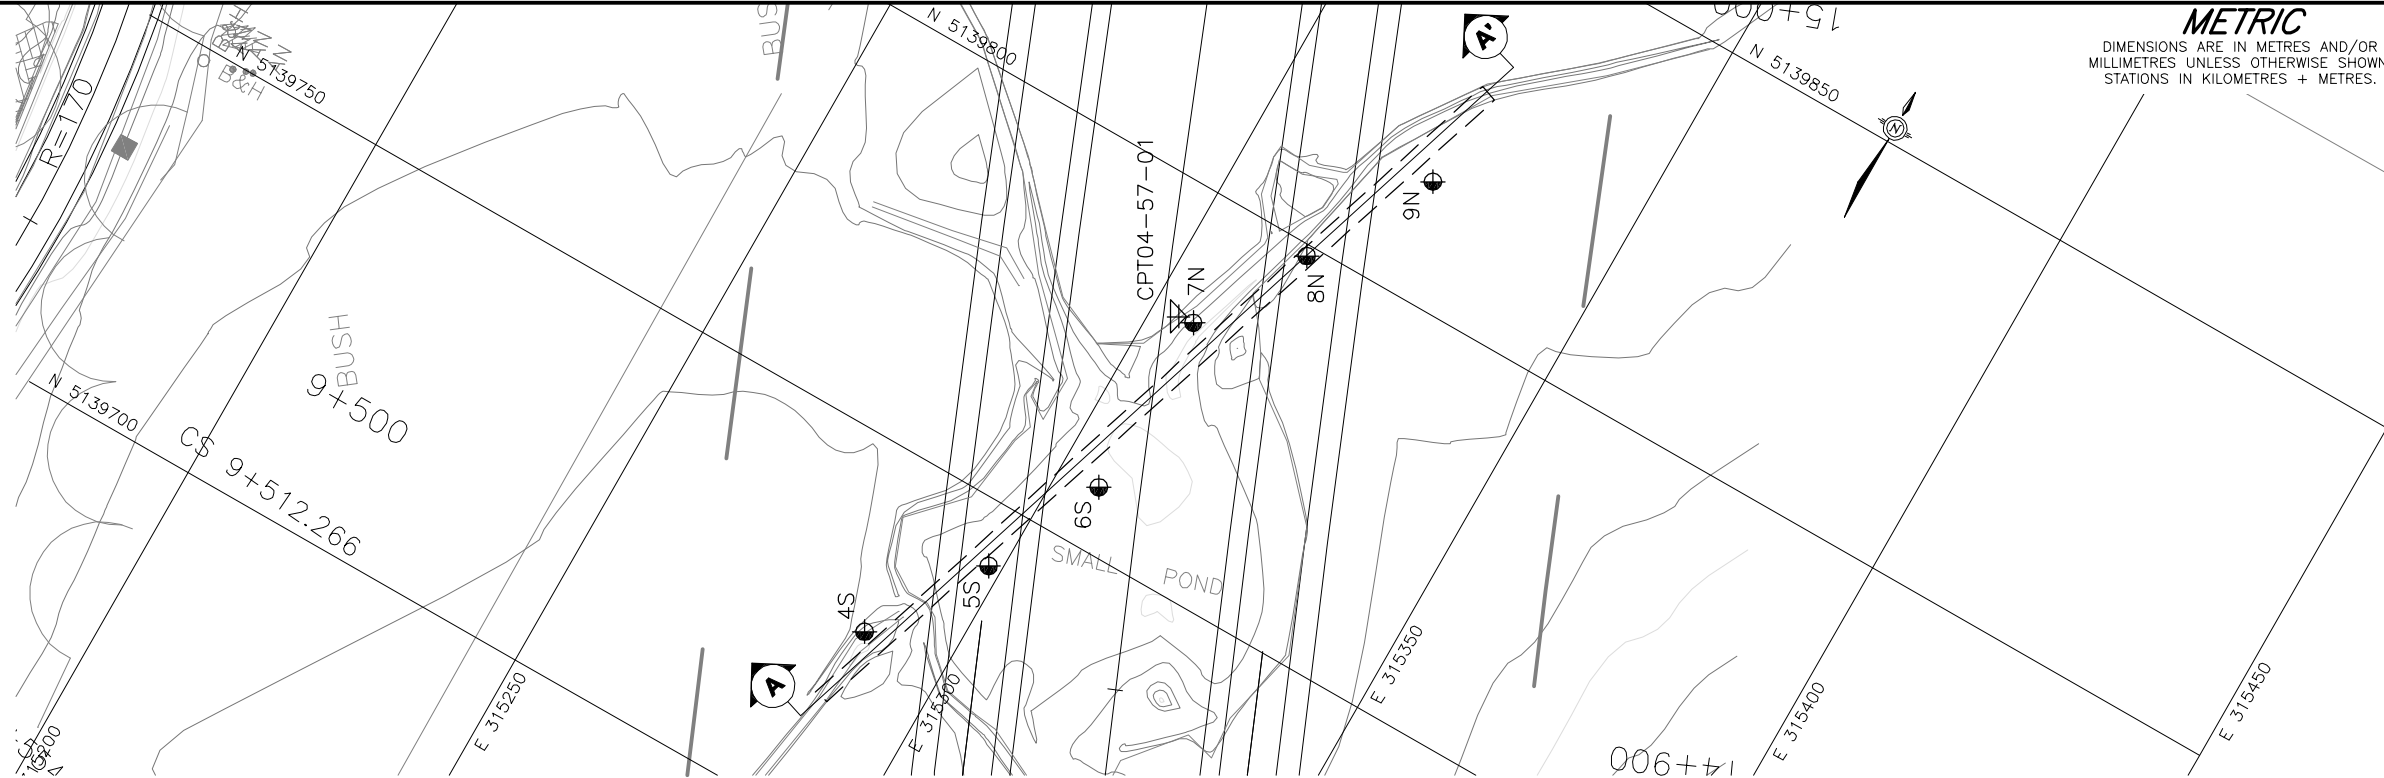 METRIC
DIMENSIONS ARE IN METRES AND/OR
MILLIMETRES UNLESS OTHERWISE SHOWN
STATIONS IN KILOMETRES + METRES.
15+000
N 5139750
N 5139800
N 5139850
N 5139700
B&H
R=170
BUSH
BUS
9+500
CS 9+512.266
A'
N
CPT04-57-01
9N
8N
7N
6S
5S
4S
A
SMALL POND
E 315250
E 315300
E 315350
E 315400
E 315450
14+900